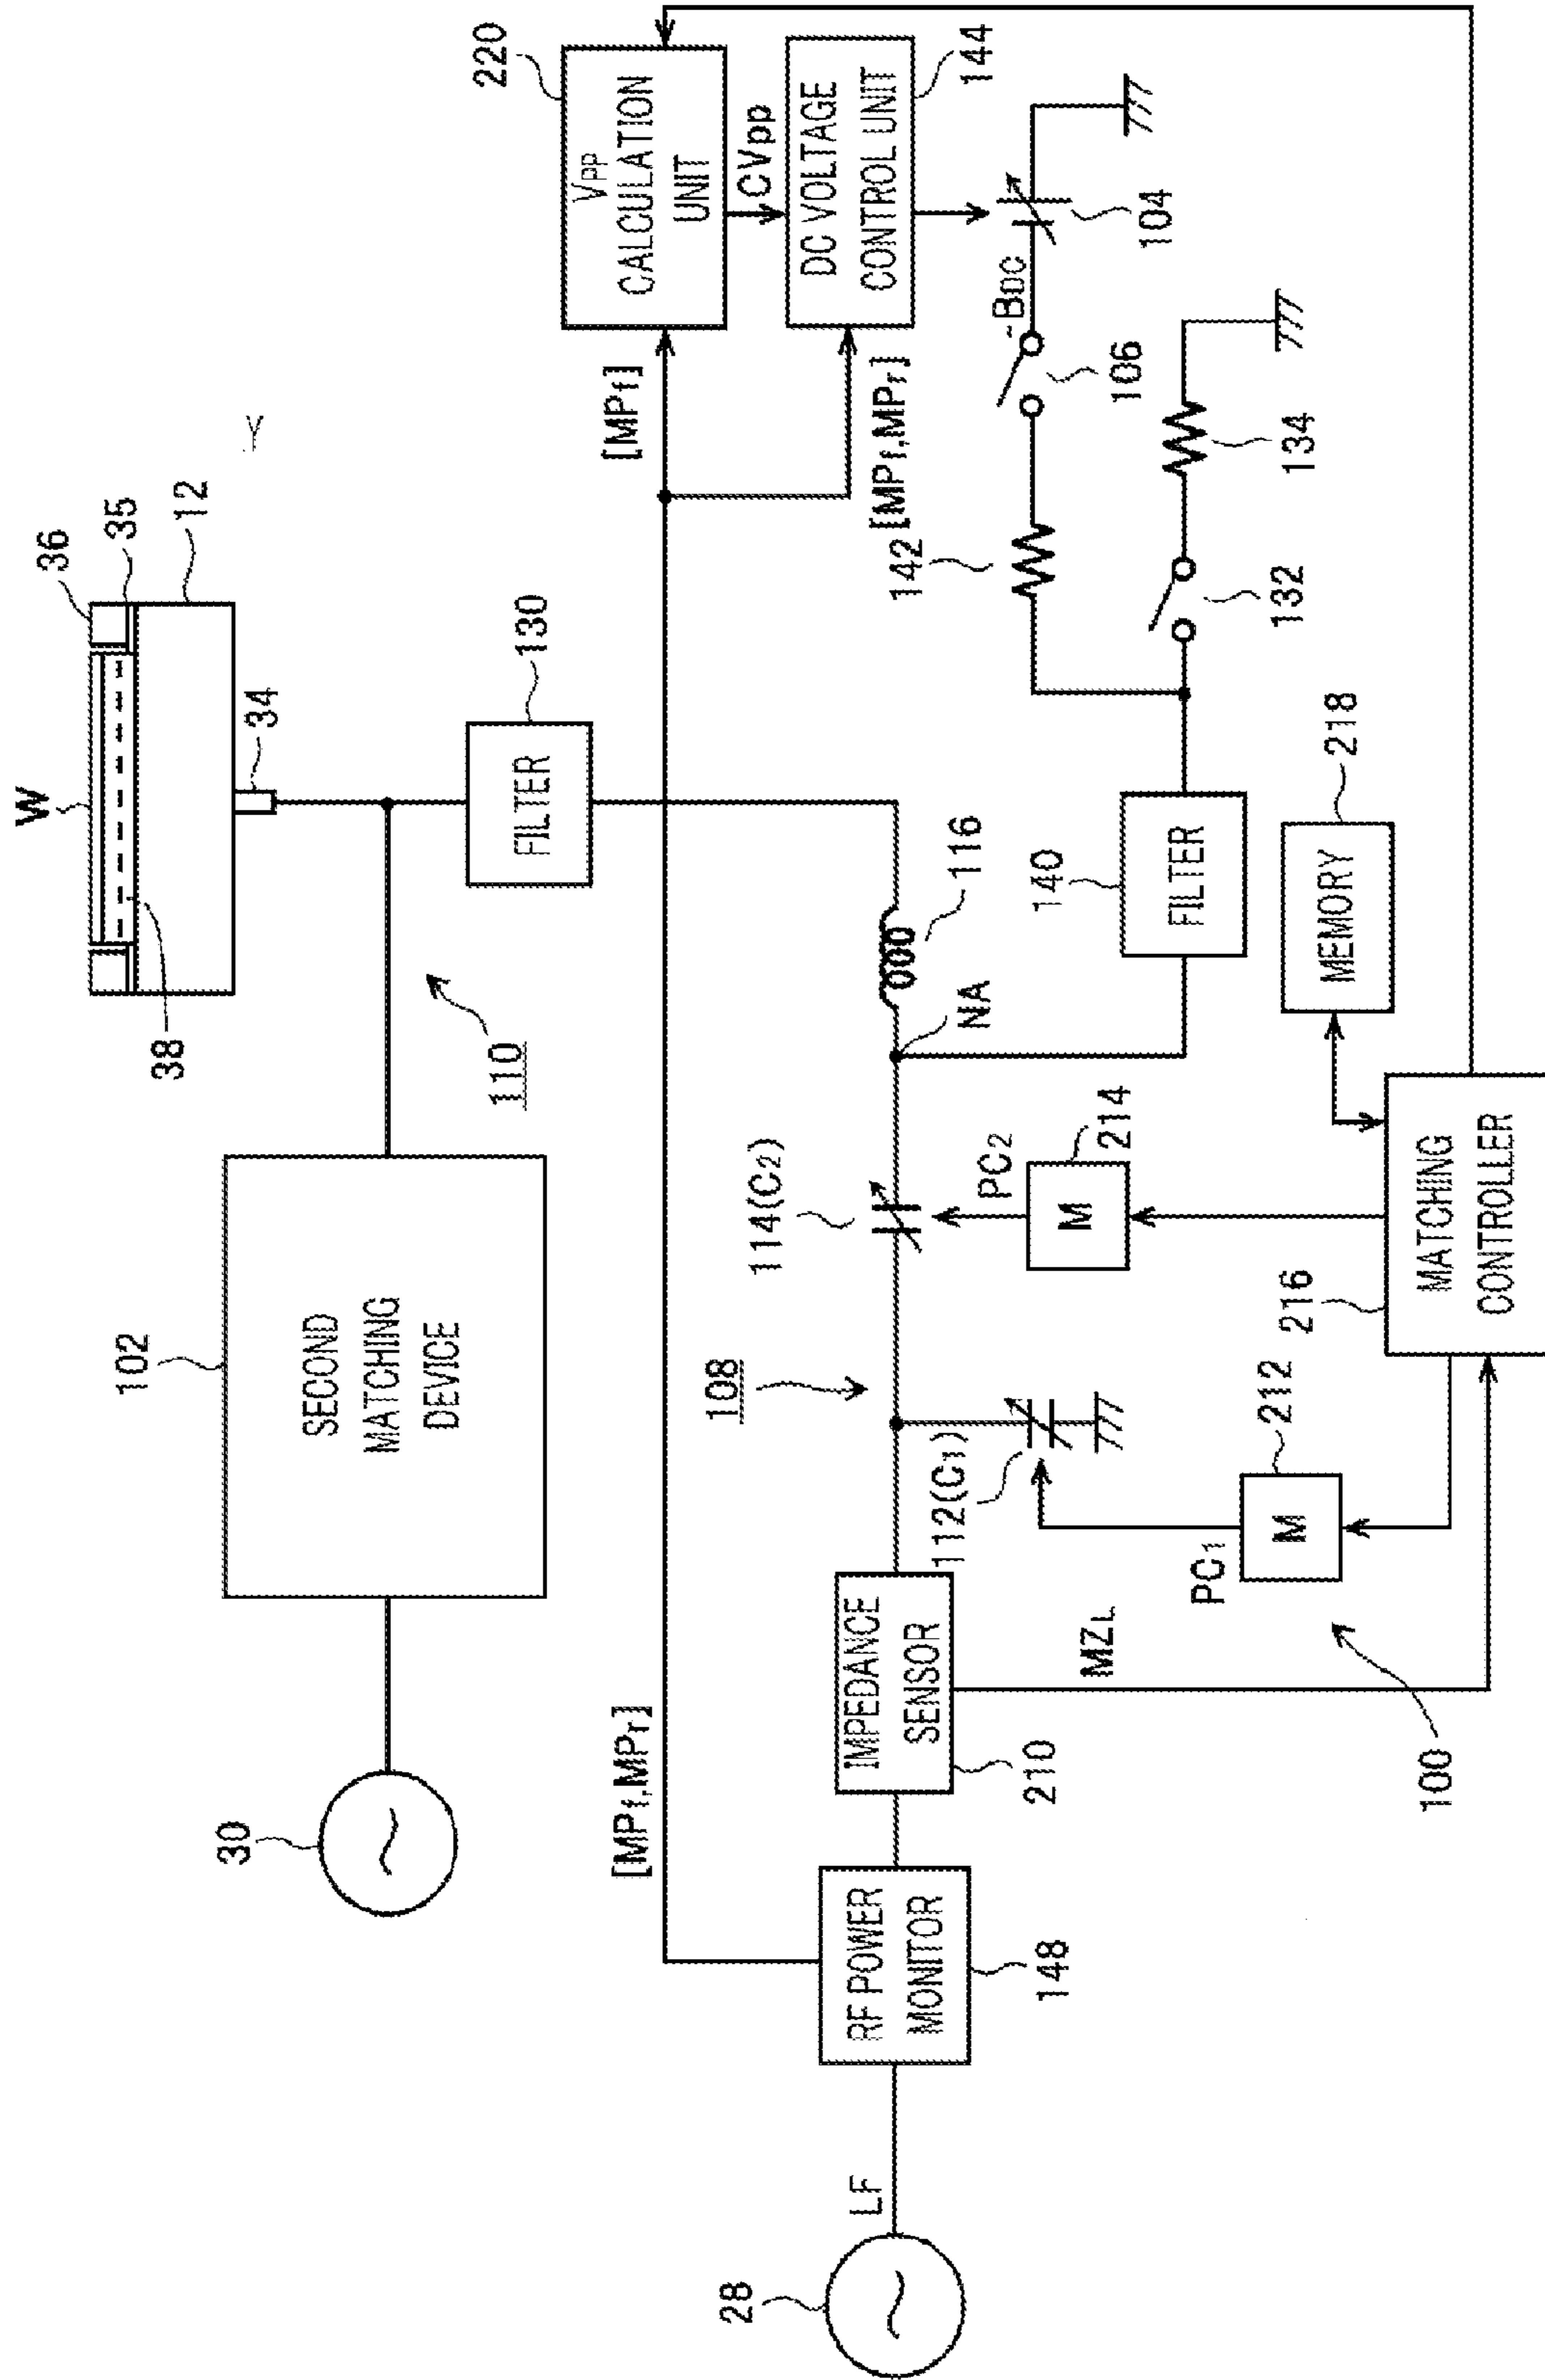 W
36
35
12
38
34
Y
110
102
SECOND
MATCHING
DEVICE
30
130
FILTER
220
VPP
CALCULATION
UNIT
CVpp
DC VOLTAGE
CONTROL UNIT
144
[MPf]
[MPf,MPr]
[MPf,MPr]
-BDC
104
106
142
134
132
28
LF
RF POWER
MONITOR
148
IMPEDANCE
SENSOR
210
108
112(C1)
114(C2)
NA
116
140
FILTER
MEMORY
218
PC1
M
212
PC2
M
214
MZL
100
216
MATCHING
CONTROLLER